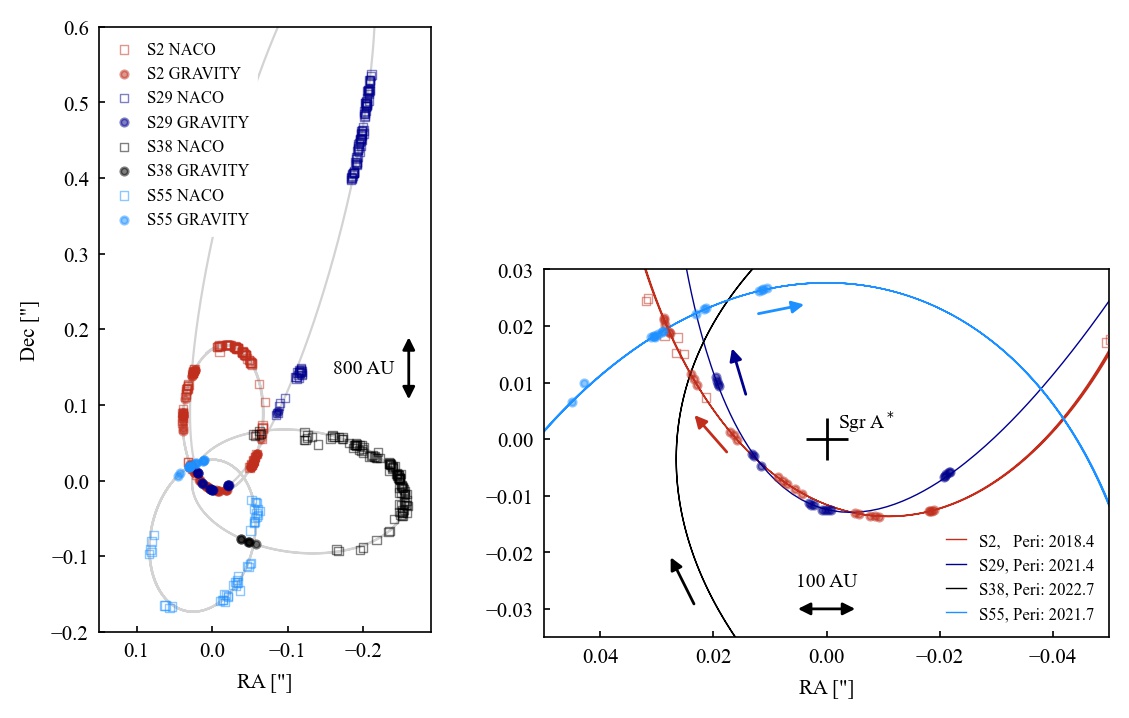 0.6
0.5
0.4
0.3
0.2
0.1
0.0
−0.1
−0.2
Dec ["]
S2 NACO
S2 GRAVITY
S29 NACO
S29 GRAVITY
S38 NACO
S38 GRAVITY
S55 NACO
S55 GRAVITY
800 AU
0.1
0.0
−0.1
−0.2
RA ["]
0.03
0.02
0.01
0.00
−0.01
−0.02
−0.03
Sgr A*
100 AU
S2, Peri: 2018.4
S29, Peri: 2021.4
S38, Peri: 2022.7
S55, Peri: 2021.7
0.04
0.02
0.00
−0.02
−0.04
RA ["]